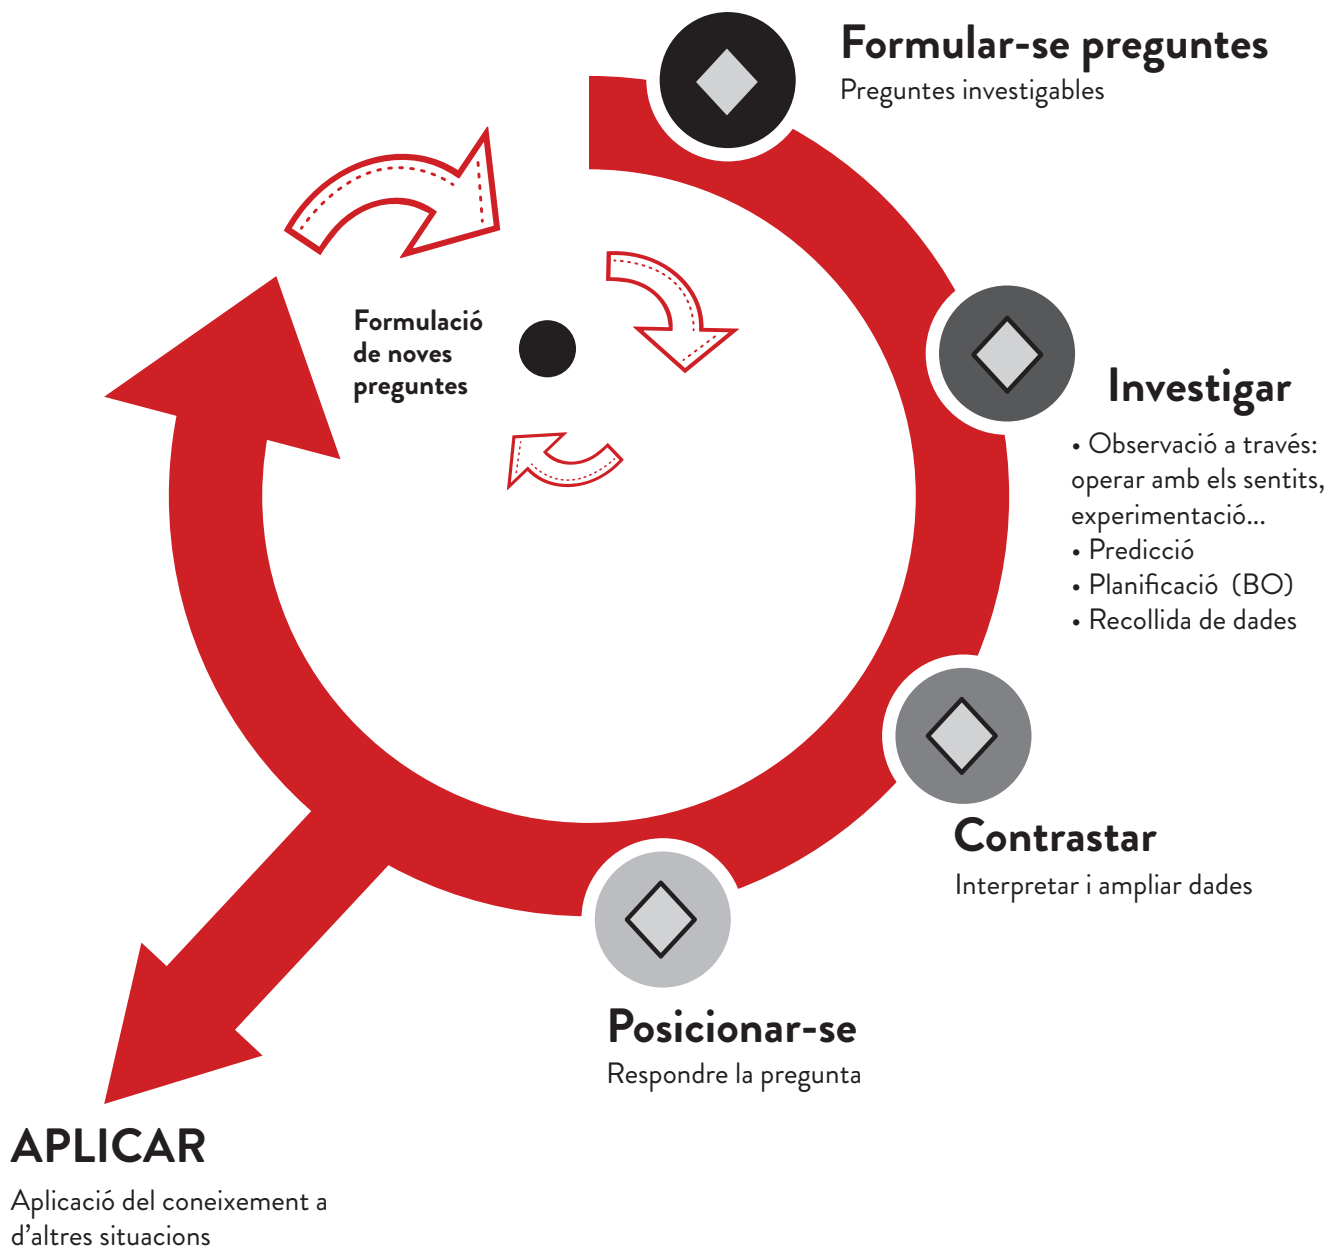 Formular-se preguntes
Preguntes investigables
Formulació
de noves
preguntes
Investigar
• Observació a través:
operar amb els sentits,
experimentació...
• Predicció
• Planificació (BO)
• Recollida de dades
Contrastar
Interpretar i ampliar dades
Posicionar-se
Respondre la pregunta
APLICAR
Aplicació del coneixement a
d'altres situacions